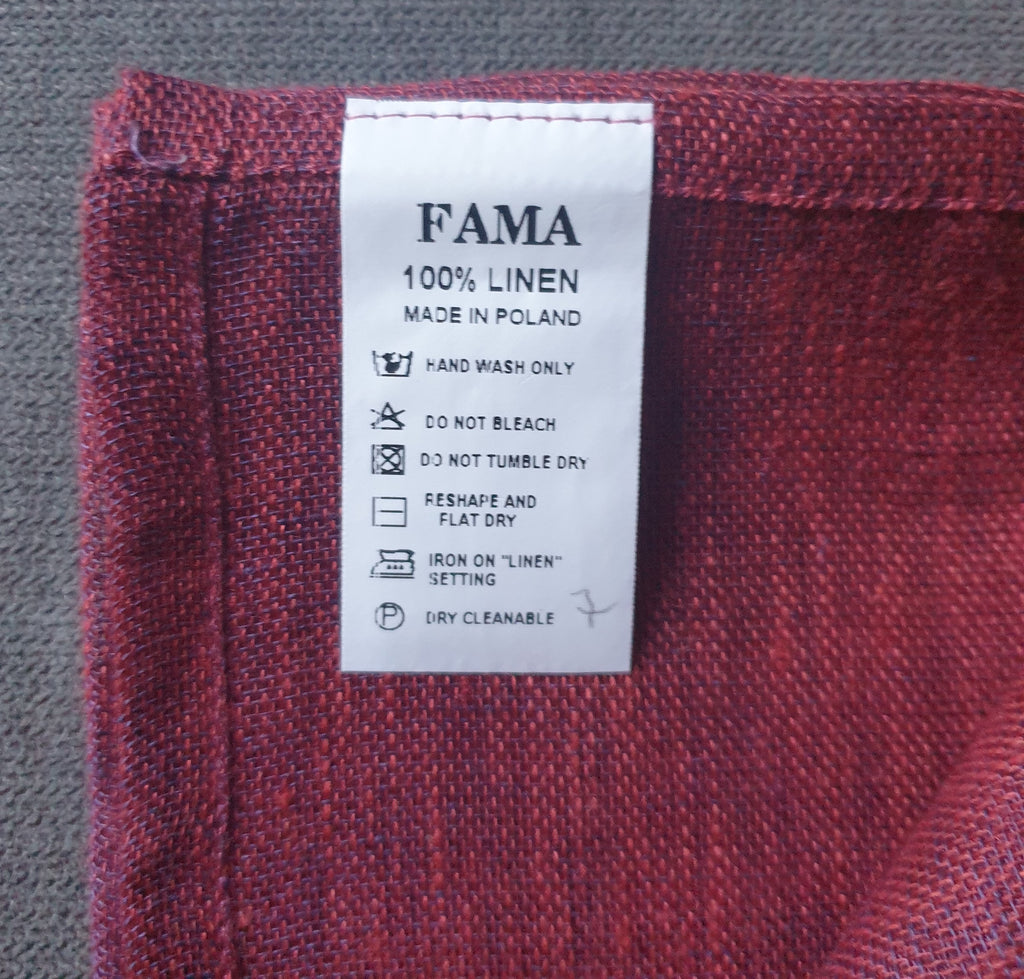 FAMA
100% LINEN
MADE IN POLAND
HAND WASH ONLY
DO NOT BLEACH
DO NOT TUMBLE DRY
RESHAPE AND
FLAT DRY
IRON ON "LINEN"
SETTING
P DRY CLEANABLE